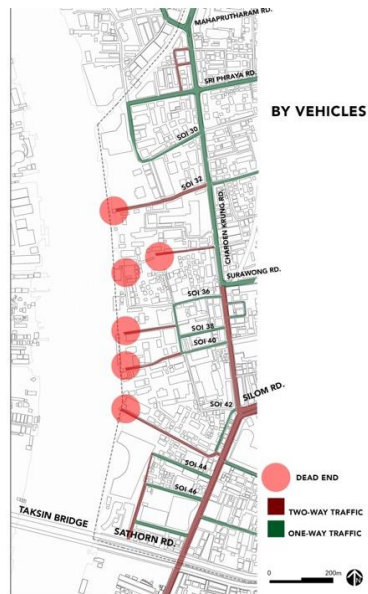 MAHAPRUTHARAM RD.
SRI PHRAYA RD.
BY VEHICLES
SOI 30
SOI 32
CHAROEN KRUNG RD.
SURAWONG RD.
SOI 36
SOI 38
SOI 40
SILOM RD.
SOI 42
SOI 44
DEAD END
SOI 46
TWO-WAY TRAFFIC
TAKSIN BRIDGE
ONE-WAY TRAFFIC
SATHORN RD.
0 200m